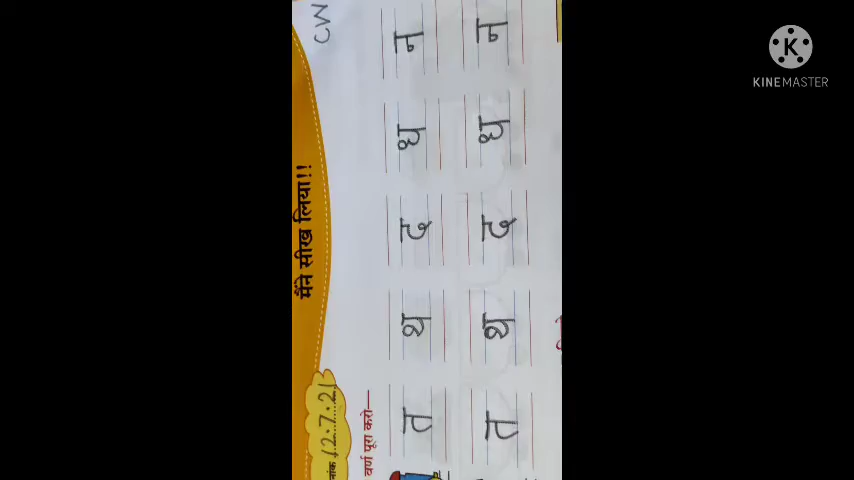 CW
मैंने सीख लिया!!
नांक 12.7.21
वर्ण पूरा करो—
त थ द ध न
त थ द ध न
K
KINEMASTER